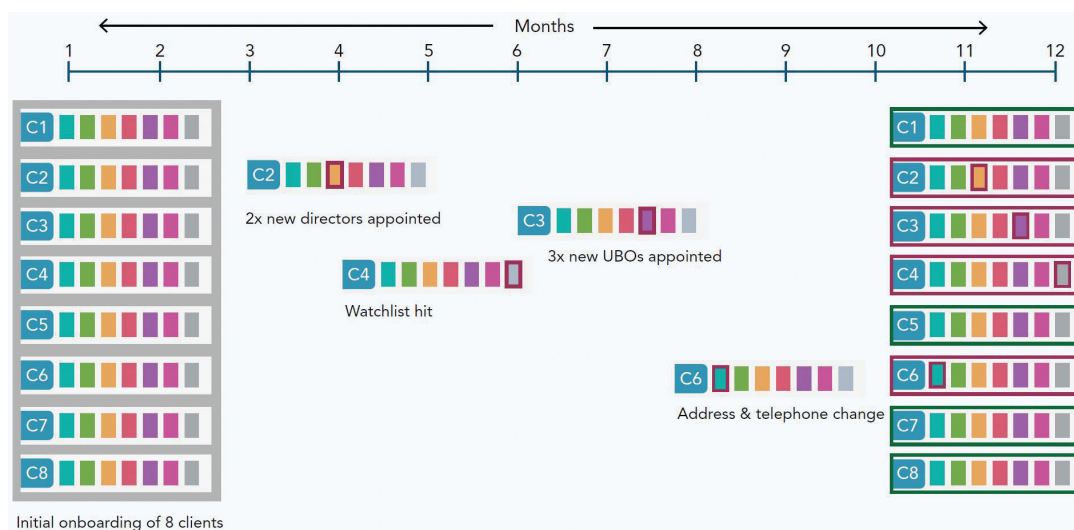 Months
1 2 3 4 5 6 7 8 9 10 11 12
C1 C1
C2 C2 C2
2x new directors appointed
C3 C3 C3
3x new UBOs appointed
C4 C4 C4
Watchlist hit
C5 C5
C6 C6 C6
Address & telephone change
C7 C7
C8 C8
Initial onboarding of 8 clients